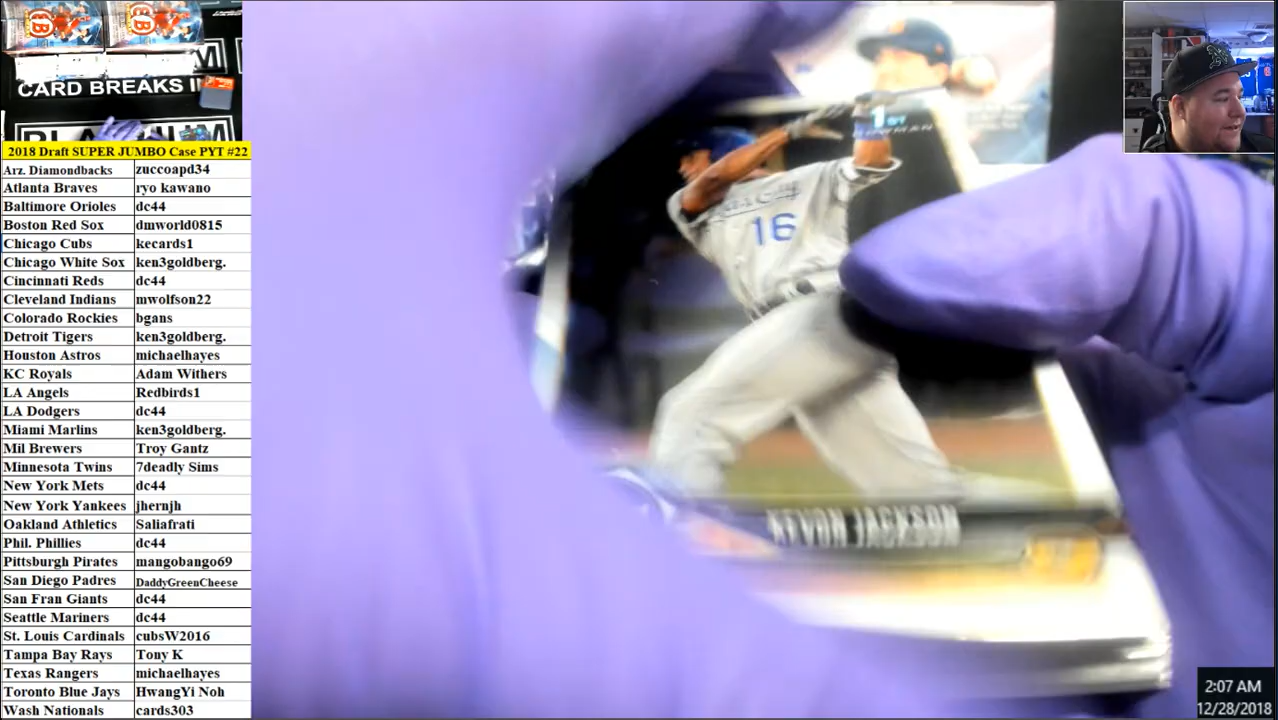 CARD BREAKS
2018 Draft SUPER JUMBO Case PYT #22
Arz. Diamondbacks zuccoapd34
Atlanta Braves ryo kawano
Baltimore Orioles dc44
Boston Red Sox dmworld0815
Chicago Cubs kecards1
Chicago White Sox ken3goldberg.
Cincinnati Reds dc44
Cleveland Indians mwolfson22
Colorado Rockies bgans
Detroit Tigers ken3goldberg.
Houston Astros michaelhayes
KC Royals Adam Withers
LA Angels Redbirds1
LA Dodgers dc44
Miami Marlins ken3goldberg.
Mil Brewers Troy Gantz
Minnesota Twins 7deadly Sims
New York Mets dc44
New York Yankees jhernjh
Oakland Athletics Saliafrati
Phil. Phillies dc44
Pittsburgh Pirates mangobango69
San Diego Padres DaddyGreenCheese
San Fran Giants dc44
Seattle Mariners dc44
St. Louis Cardinals cubsW2016
Tampa Bay Rays Tony K
Texas Rangers michaelhayes
Toronto Blue Jays HwangYi Noh
Wash Nationals cards303
1ST
16
KEVON JACKSON
2:07 AM
12/28/2018